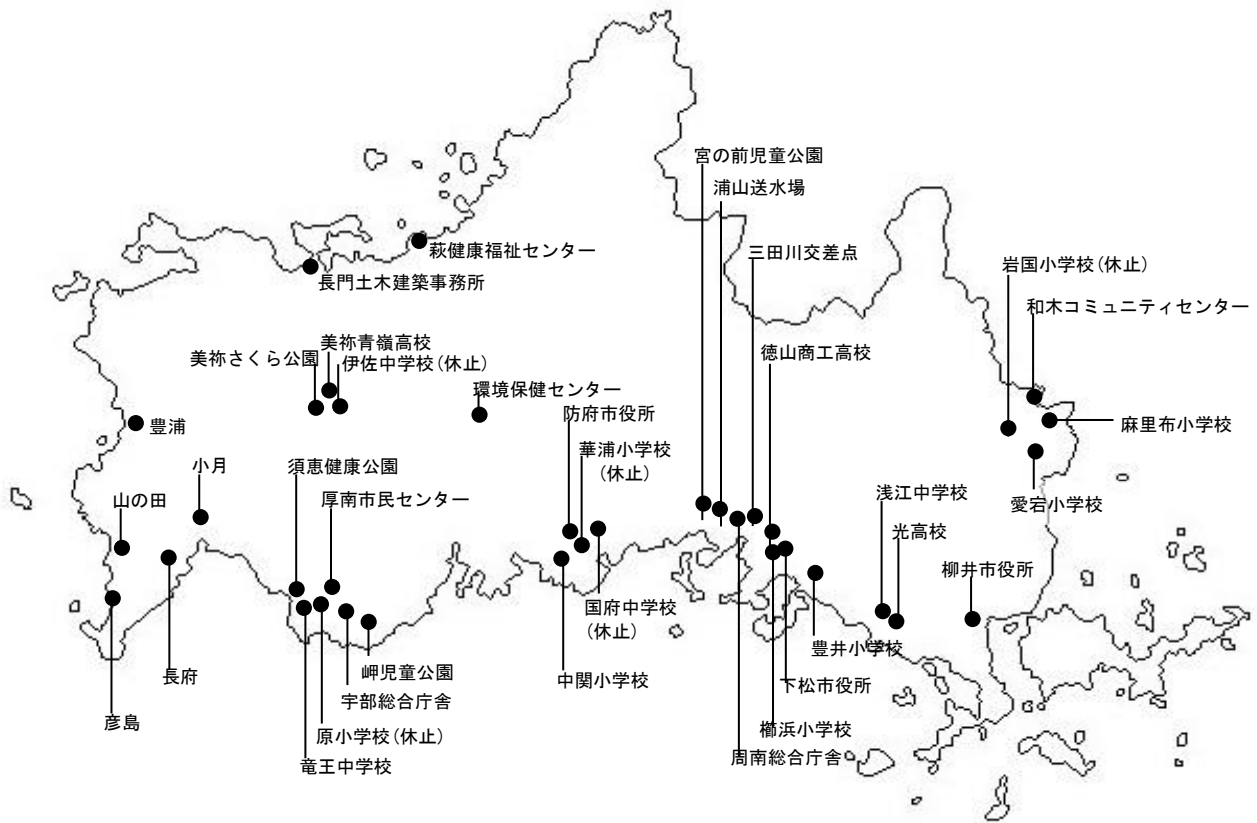 宮の前児童公園
浦山送水場
萩健康福祉センター
三田川交差点
長門土木建築事務所
岩国小学校(休止)
和木コミュニティセンター
美祢青嶺高校
美祢さくら公園
伊佐中学校(休止)
徳山商工高校
環境保健センター
防府市役所
豊浦
麻里布小学校
華浦小学校
(休止)
小月
須恵健康公園
厚南市民センター
山の田
浅江中学校
愛宕小学校
光高校
柳井市役所
国府中学校
(休止)
豊井小学校
岬児童公園
長府
中関小学校
下松市役所
宇部総合庁舎
彦島
原小学校(休止)
櫛浜小学校
周南総合庁舎
竜王中学校